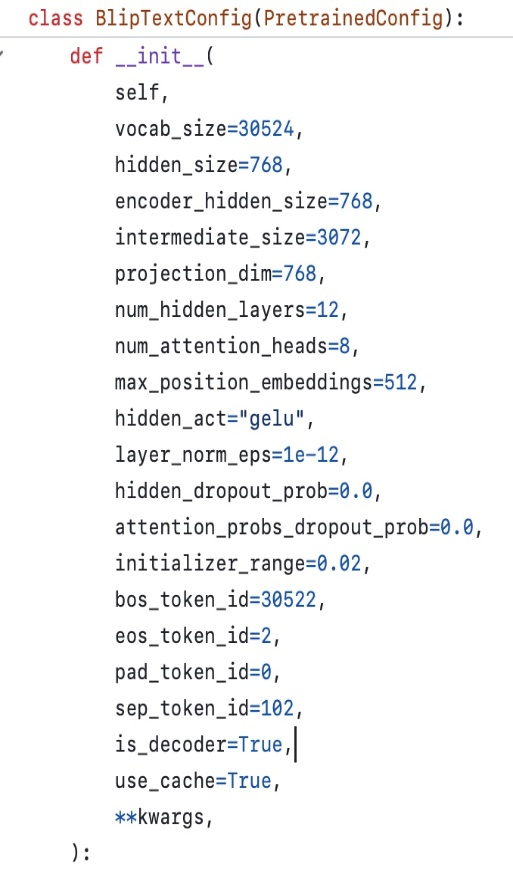 class BlipTextConfig(PretrainedConfig):
def __init__(
self,
vocab_size=30524,
hidden_size=768,
encoder_hidden_size=768,
intermediate_size=3072,
projection_dim=768,
num_hidden_layers=12,
num_attention_heads=8,
max_position_embeddings=512,
hidden_act="gelu",
layer_norm_eps=1e-12,
hidden_dropout_prob=0.0,
attention_probs_dropout_prob=0.0,
initializer_range=0.02,
bos_token_id=30522,
eos_token_id=2,
pad_token_id=0,
sep_token_id=102,
is_decoder=True,
use_cache=True,
**kwargs,
):